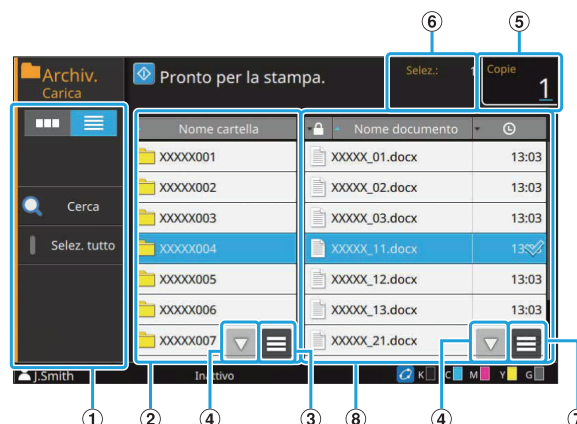 6 5
Archiv.
Carica
Pronto per la stampa.
Selez.: 1
Copie
1
Nome cartella
Nome documento
XXXXX001
XXXXX002
XXXXX003
XXXXX004
XXXXX005
XXXXX006
XXXXX007
XXXXX_01.docx 13:03
XXXXX_02.docx 13:03
XXXXX_03.docx 13:03
XXXXX_11.docx
XXXXX_12.docx 13:03
XXXXX_13.docx 13:03
XXXXX_21.docx
Cerca
Selez. tutto
J.Smith
Inattivo
K C M Y G
1 2 4 3 8 4 7